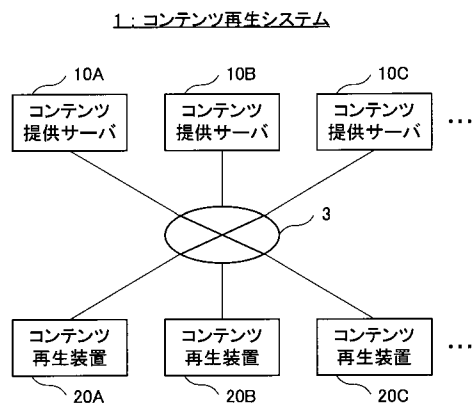 1：コンテンツ再生システム
10A 10B 10C
コンテンツ
提供サーバ
コンテンツ
提供サーバ
コンテンツ
提供サーバ
…
3
コンテンツ
再生装置
コンテンツ
再生装置
コンテンツ
再生装置
…
20A 20B 20C